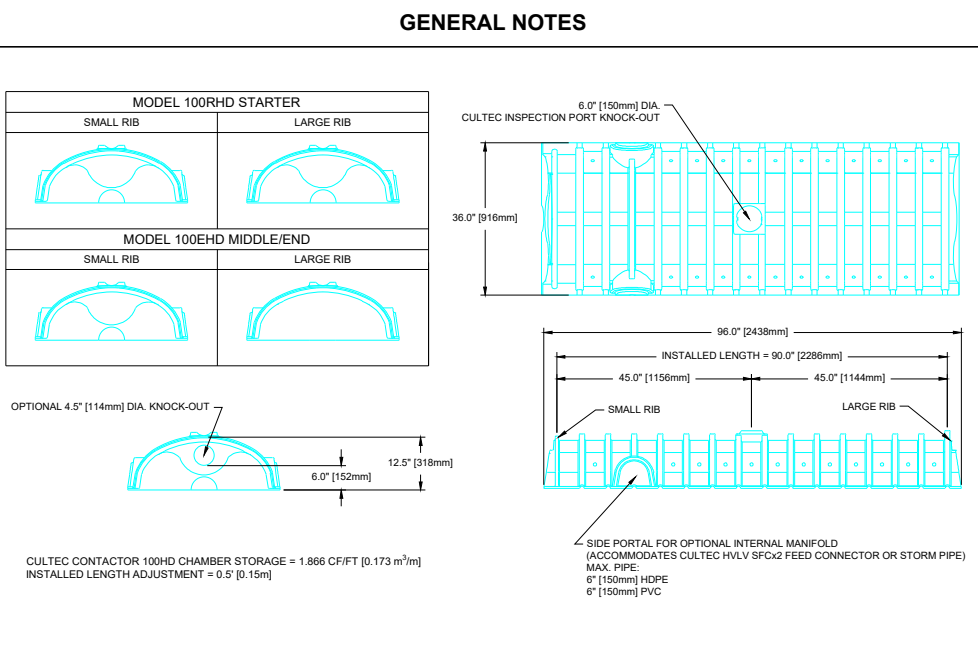 GENERAL NOTES
MODEL 100RHD STARTER
SMALL RIB
LARGE RIB
MODEL 100EHD MIDDLE/END
SMALL RIB
LARGE RIB
6.0" [150mm] DIA.
CULTEC INSPECTION PORT KNOCK-OUT
36.0" [916mm]
96.0" [2438mm]
INSTALLED LENGTH = 90.0" [2286mm]
45.0" [1156mm]
45.0" [1144mm]
SMALL RIB
LARGE RIB
OPTIONAL 4.5" [114mm] DIA. KNOCK-OUT
12.5" [318mm]
6.0" [152mm]
SIDE PORTAL FOR OPTIONAL INTERNAL MANIFOLD
(ACCOMMODATES CULTEC HVLV SFCx2 FEED CONNECTOR OR STORM PIPE)
MAX. PIPE:
6" [150mm] HDPE
6" [150mm] PVC
CULTEC CONTACTOR 100HD CHAMBER STORAGE = 1.866 CF/FT [0.173 m³/m]
INSTALLED LENGTH ADJUSTMENT = 0.5' [0.15m]